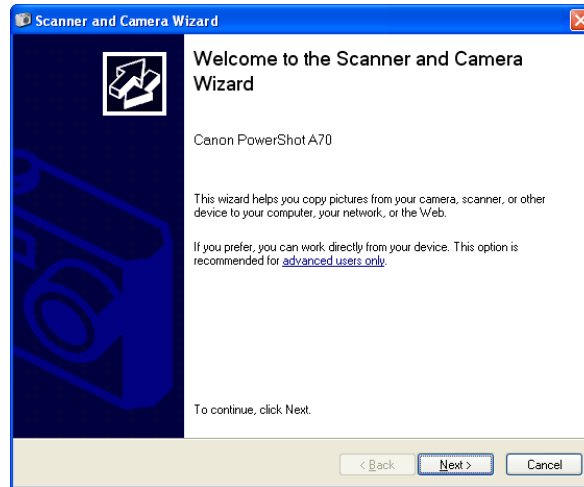 Scanner and Camera Wizard
Welcome to the Scanner and Camera
Wizard
Canon PowerShot A70
This wizard helps you copy pictures from your camera, scanner, or other
device to your computer, your network, or the Web.
If you prefer, you can work directly from your device. This option is
recommended for advanced users only.
To continue, click Next.
< Back Next > Cancel